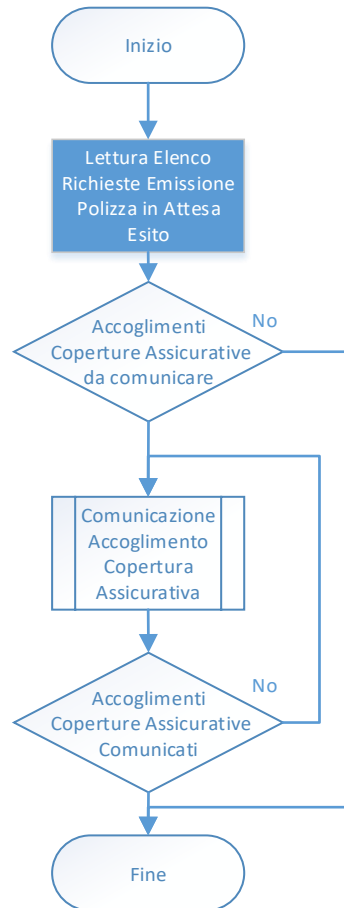 Inizio
Lettura Elenco
Richieste Emissione
Polizza in Attesa
Esito
Accoglimenti
Coperture Assicurative
da comunicare
No
Comunicazione
Accoglimento
Copertura
Assicurativa
Accoglimenti
Coperture Assicurative
Comunicati
No
Fine